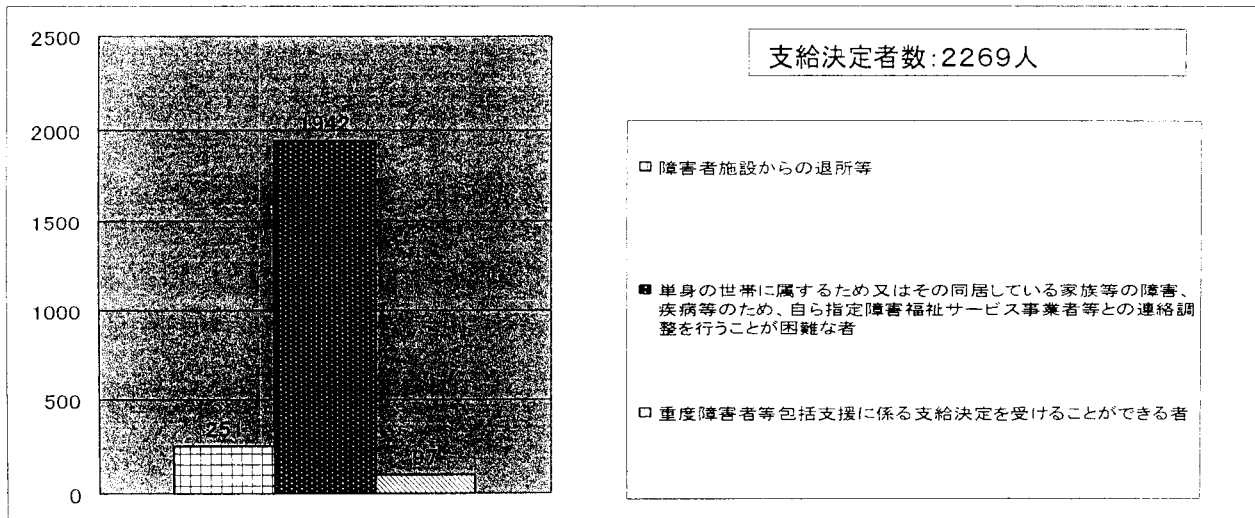 支給決定者数:2269人
2500
2000
1500
1000
500
0
1942
251
□ 障害者施設からの退所等
■ 単身の世帯に属するため又はその同居している家族等の障害、
疾病等のため、自ら指定障害福祉サービス事業者等との連絡調
整を行うことが困難な者
□ 重度障害者等包括支援に係る支給決定を受けることができる者